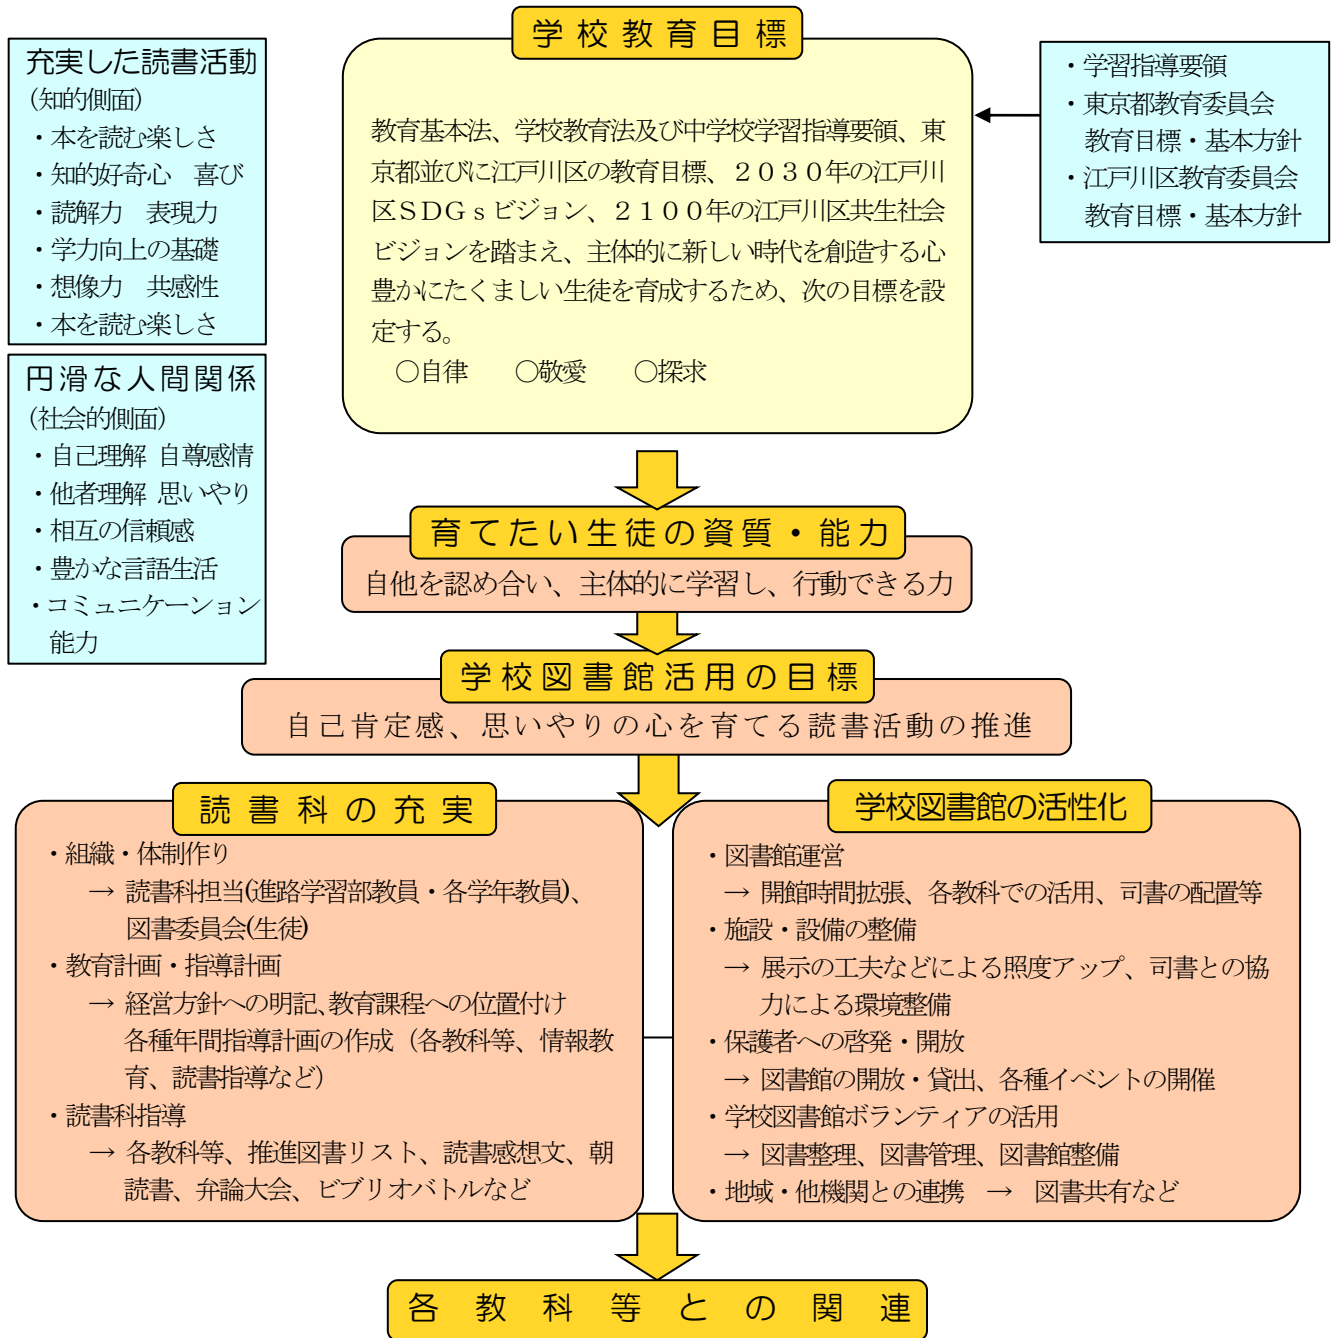 学校教育目標
充実した読書活動
(知的側面)
・本を読む楽しさ
・知的好奇心　喜び
・読解力　表現力
・学力向上の基礎
・想像力　共感性
・本を読む楽しさ
円滑な人間関係
(社会的側面)
・自己理解 自尊感情
・他者理解 思いやり
・相互の信頼感
・豊かな言語生活
・コミュニケーション
能力
教育基本法、学校教育法及び中学校学習指導要領、東
京都並びに江戸川区の教育目標、２０３０年の江戸川
区ＳＤＧｓビジョン、２１００年の江戸川区共生社会
ビジョンを踏まえ、主体的に新しい時代を創造する心
豊かにたくましい生徒を育成するため、次の目標を設
定する。
○自律　　○敬愛　　○探求
・学習指導要領
・東京都教育委員会
教育目標・基本方針
・江戸川区教育委員会
教育目標・基本方針
育てたい生徒の資質・能力
自他を認め合い、主体的に学習し、行動できる力
学校図書館活用の目標
自己肯定感、思いやりの心を育てる読書活動の推進
読書科の充実
・組織・体制作り
→ 読書科担当(進路学習部教員・各学年教員)、
図書委員会(生徒)
・教育計画・指導計画
→ 経営方針への明記、教育課程への位置付け
各種年間指導計画の作成（各教科等、情報教
育、読書指導など）
・読書科指導
→ 各教科等、推進図書リスト、読書感想文、朝
読書、弁論大会、ビブリオバトルなど
学校図書館の活性化
・図書館運営
→ 開館時間拡張、各教科での活用、司書の配置等
・施設・設備の整備
→ 展示の工夫などによる照度アップ、司書との協
力による環境整備
・保護者への啓発・開放
→ 図書館の開放・貸出、各種イベントの開催
・学校図書館ボランティアの活用
→ 図書整理、図書管理、図書館整備
・地域・他機関との連携　→　図書共有など
各教科等との関連